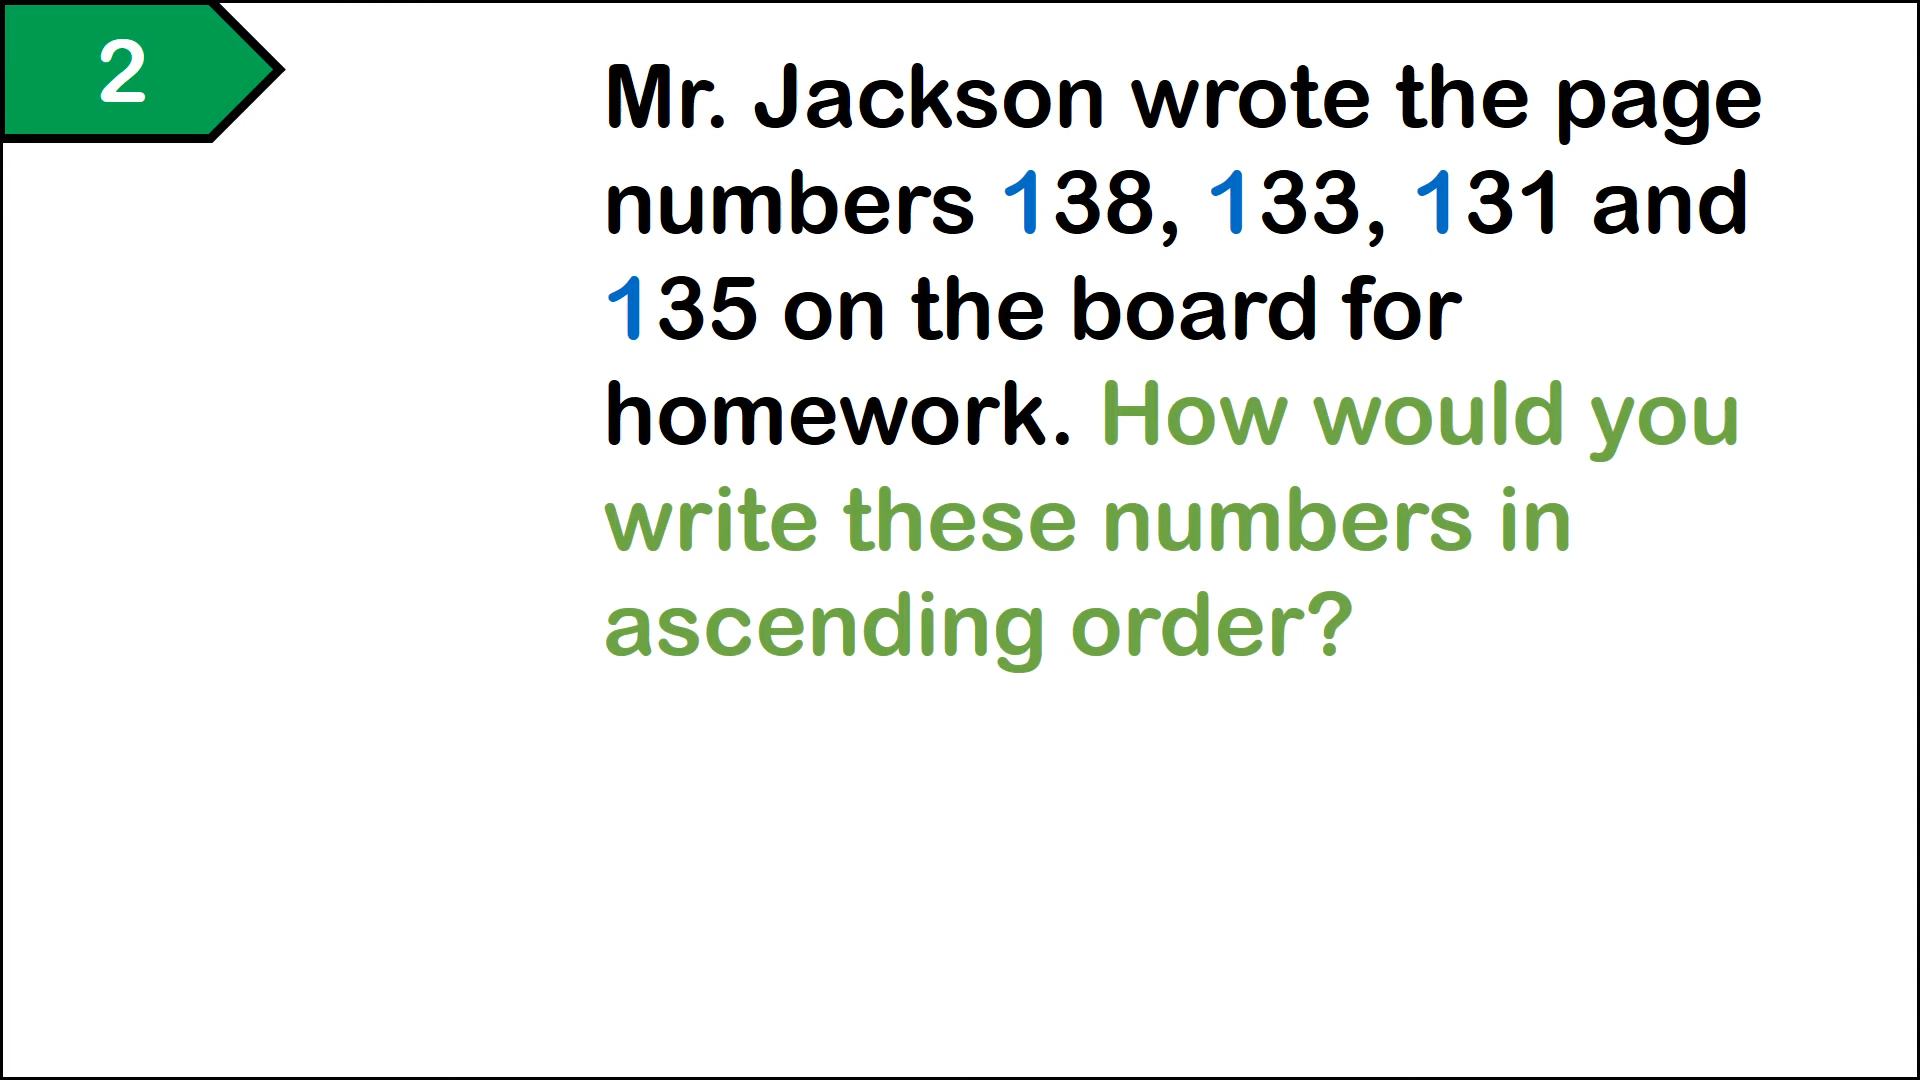 2
Mr. Jackson wrote the page
numbers 138, 133, 131 and
135 on the board for
homework. How would you
write these numbers in
ascending order?